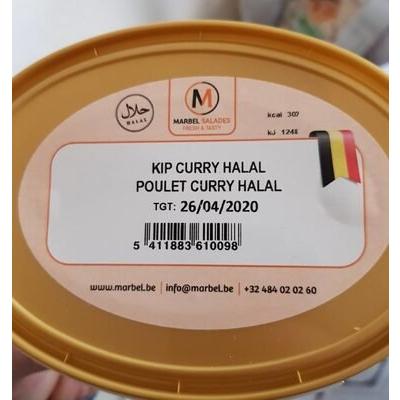 حلال
HALAL
M
MARBEL SALADES
FRESH & TASTY
kcal 307
kJ 1248
KIP CURRY HALAL
POULET CURRY HALAL
TGT: 26/04/2020
5 411883 610098
www.marbel.be | info@marbel.be | +32 484 02 02 60